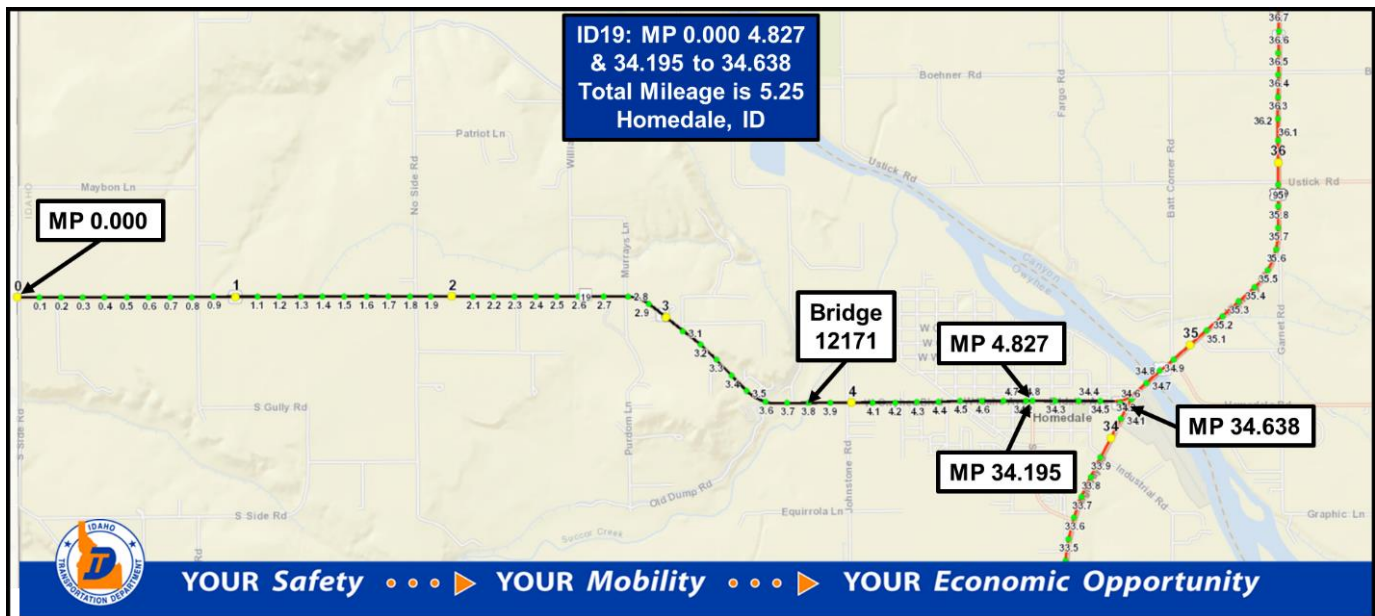 ID19: MP 0.000 4.827
& 34.195 to 34.638
Total Mileage is 5.25
Homedale, ID
36.7
36.6
36.5
36.4
36.3
36.2
36.1
36
95
35.8
35.7
35.6
35.5
35.4
35.3
35.2
35.1
35
34.9
34.8
34.7
Boehner Rd
Fargo Rd
Patriot Ln
No Side Rd
Maybon Ln
IDAHO
Ustick Rd
Batt Corner Rd
Ustick Rd
MP 0.000
Murrays Ln
Canyon
Owyhee
Garnet Rd
0
0.1 0.2 0.3 0.4 0.5 0.6 0.7 0.8 0.9
1
1.1 1.2 1.3 1.4 1.5 1.6 1.7 1.8 1.9
2
2.1 2.2 2.3 2.4 2.5 2.6 2.7 2.8 2.9
19
3
3.1
3.2
3.3
3.4
3.5
3.6 3.7 3.8 3.9
4
4.1 4.2 4.3 4.4 4.5 4.6 4.7
Bridge
12171
MP 4.827
34.3 34.4 34.5 34.6
Homedale
34.1
MP 34.638
MP 34.195
34
33.9
33.8
33.7
33.6
33.5
S Side Rd
S Gully Rd
Purdom Ln
Johnstone Rd
Old Dump Rd
Industrial Rd
S Side Rd
Equirrola Ln
Graphic Ln
Succor Creek
IDAHO
TRANSPORTATION DEPARTMENT
YOUR Safety YOUR Mobility YOUR Economic Opportunity